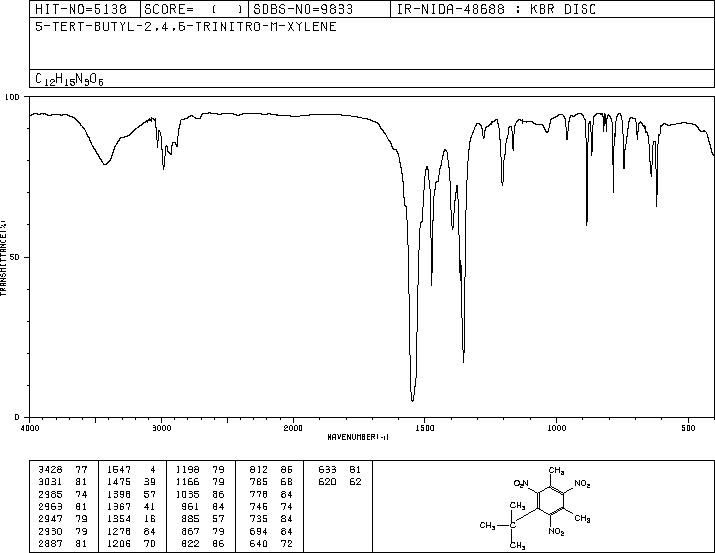 HIT-NO=5138 SCORE= ( ) SDBS-NO=9833 IR-NIDA-48688 : KBR DISC
5-TERT-BUTYL-2,4,6-TRINITRO-M-XYLENE
C12H15N3O6
100
50
0
TRANSMITTANCE(%)
4000 3000 2000 1500 1000 500
WAVENUMBER(-1)
3428 77 1547 4 1198 79 812 86 633 81
3031 81 1475 39 1166 79 785 68 620 62
2985 74 1398 57 1035 86 778 84
2963 81 1367 41 961 84 745 74
2947 79 1354 16 885 57 735 84
2930 79 1278 84 867 79 694 84
2887 81 1206 70 822 86 640 72
CH3
O2N NO2
CH3
CH3 C CH3
NO2
CH3